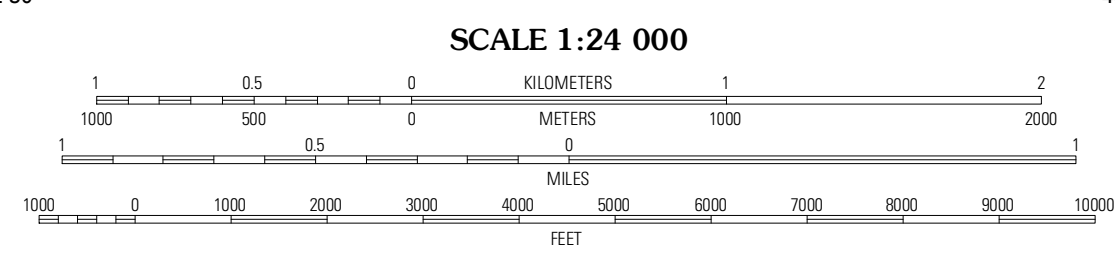 SCALE 1:24 000
1 0.5 0 KILOMETERS 1 2
1000 500 0 METERS 1000 2000
1 0.5 0 1
MILES
1000 0 1000 2000 3000 4000 5000 6000 7000 8000 9000 10000
FEET